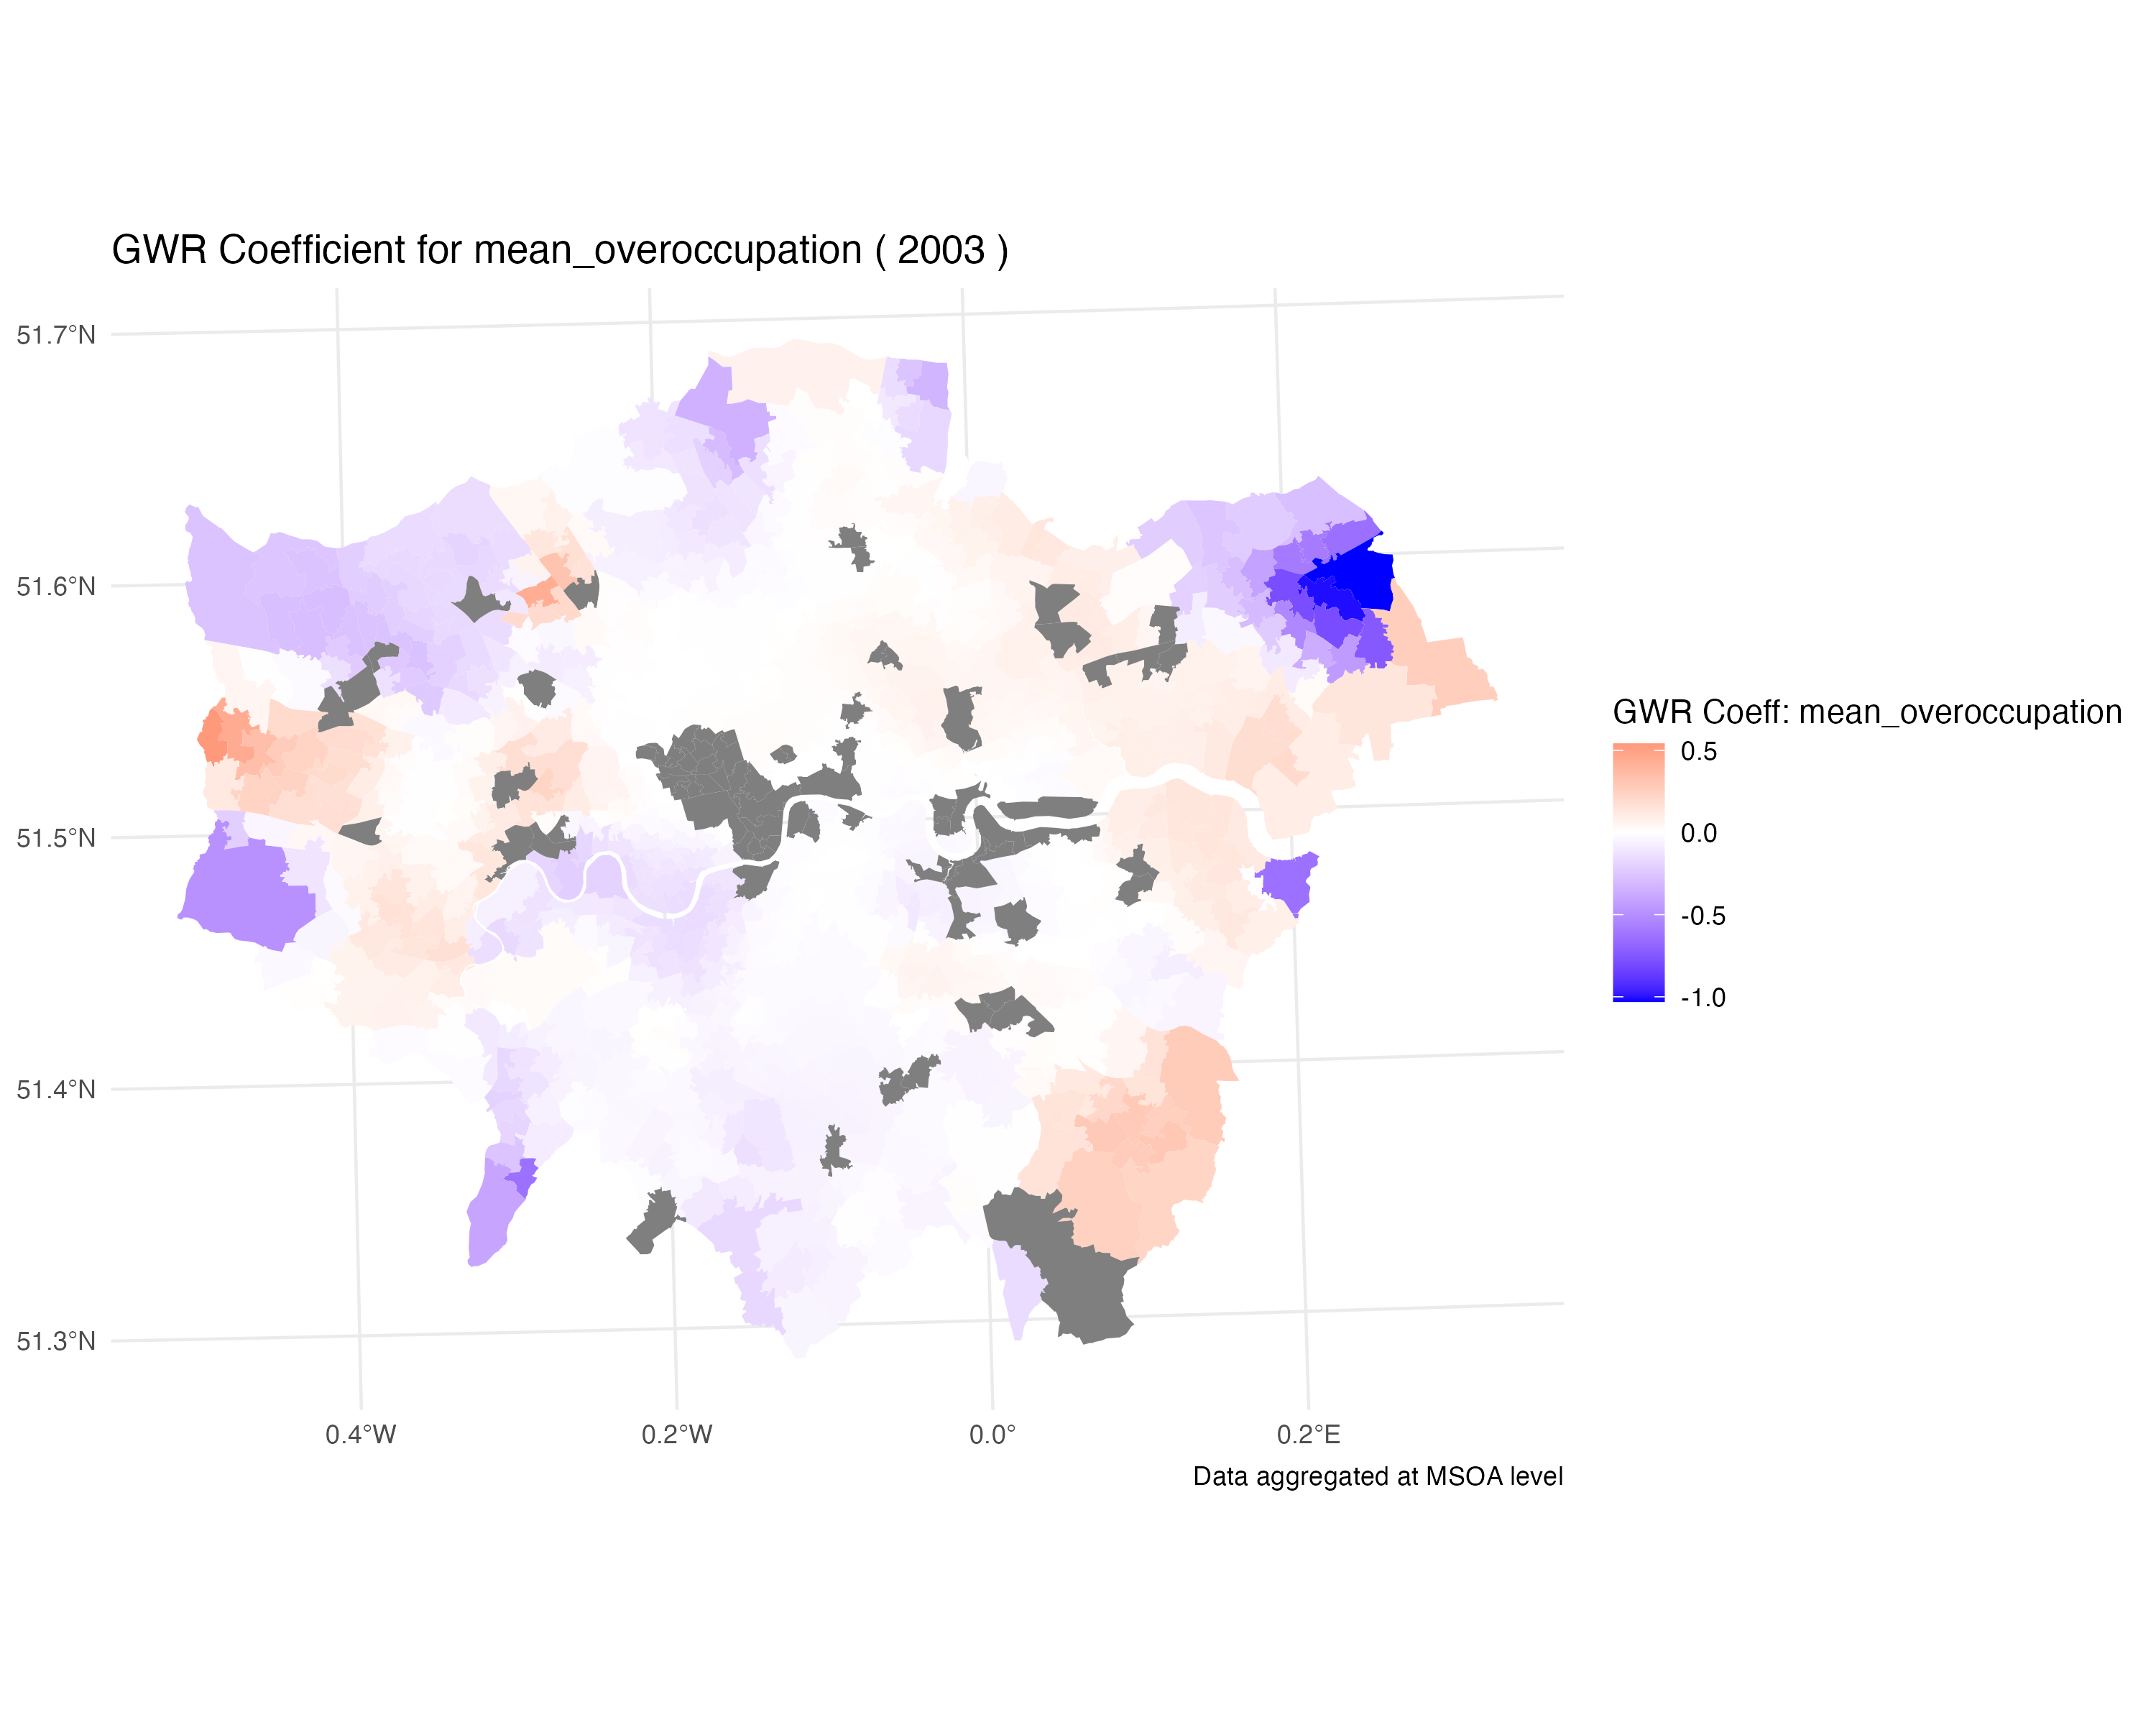 GWR Coefficient for mean_overoccupation ( 2003 )
51.7°N
51.6°N
51.5°N
51.4°N
51.3°N
0.4°W
0.2°W
0.0°
0.2°E
Data aggregated at MSOA level
GWR Coeff: mean_overoccupation
0.5
0.0
-0.5
-1.0